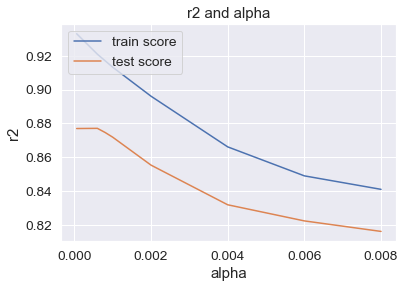 r2 and alpha
train score
test score
0.92
0.90
0.88
0.86
0.84
0.82
r2
0.000
0.002
0.004
0.006
0.008
alpha